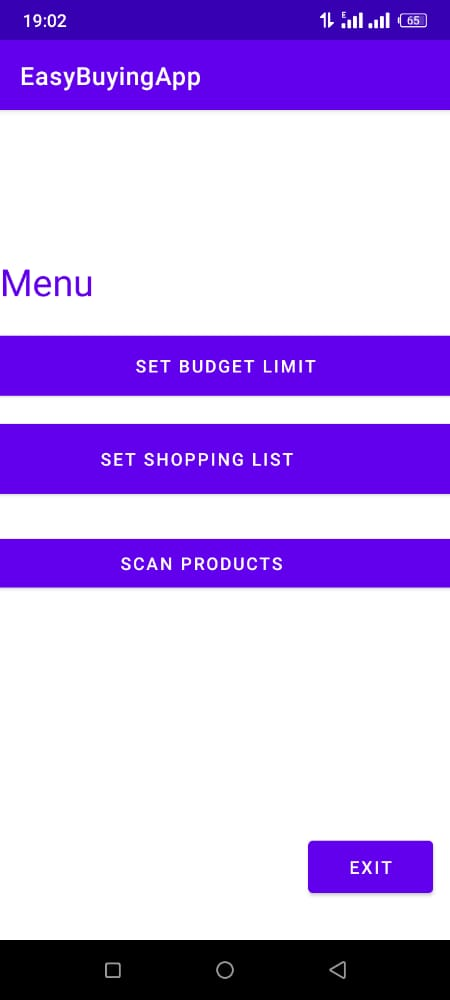 19:02
E
65
EasyBuyingApp
Menu
SET BUDGET LIMIT
SET SHOPPING LIST
SCAN PRODUCTS
EXIT